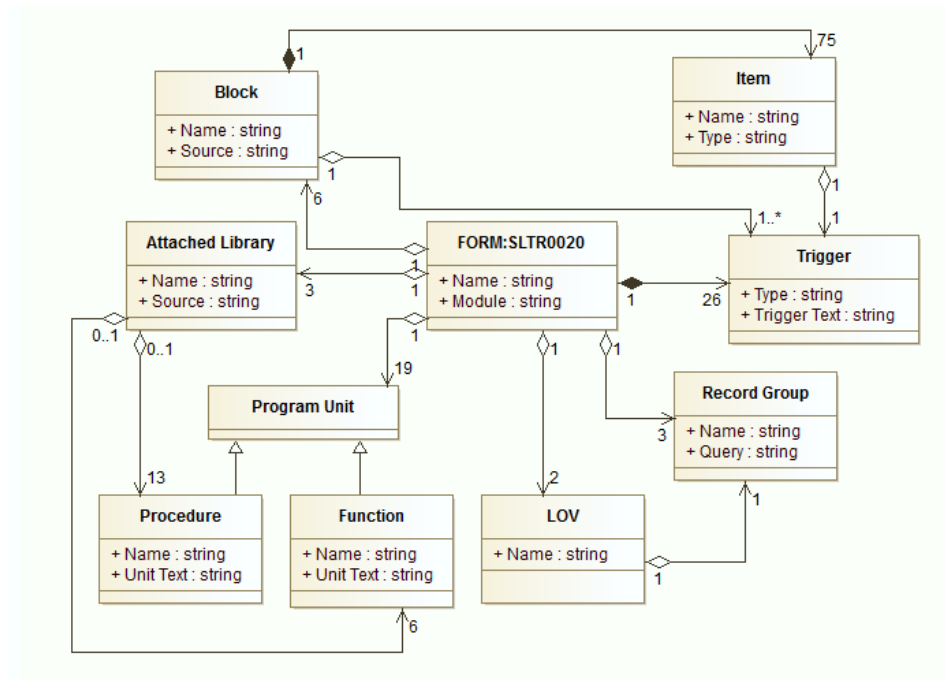 1
75
Block
+ Name : string
+ Source : string
Item
+ Name : string
+ Type : string
1
1
6
1..*
1
Attached Library
+ Name : string
+ Source : string
FORM:SLTR0020
+ Name : string
+ Module : string
Trigger
+ Type : string
+ Trigger Text : string
1
3
1
1
26
0..1
0..1
1
1
1
19
Program Unit
Record Group
+ Name : string
+ Query : string
3
13
2
1
Procedure
+ Name : string
+ Unit Text : string
Function
+ Name : string
+ Unit Text : string
LOV
+ Name : string
1
6